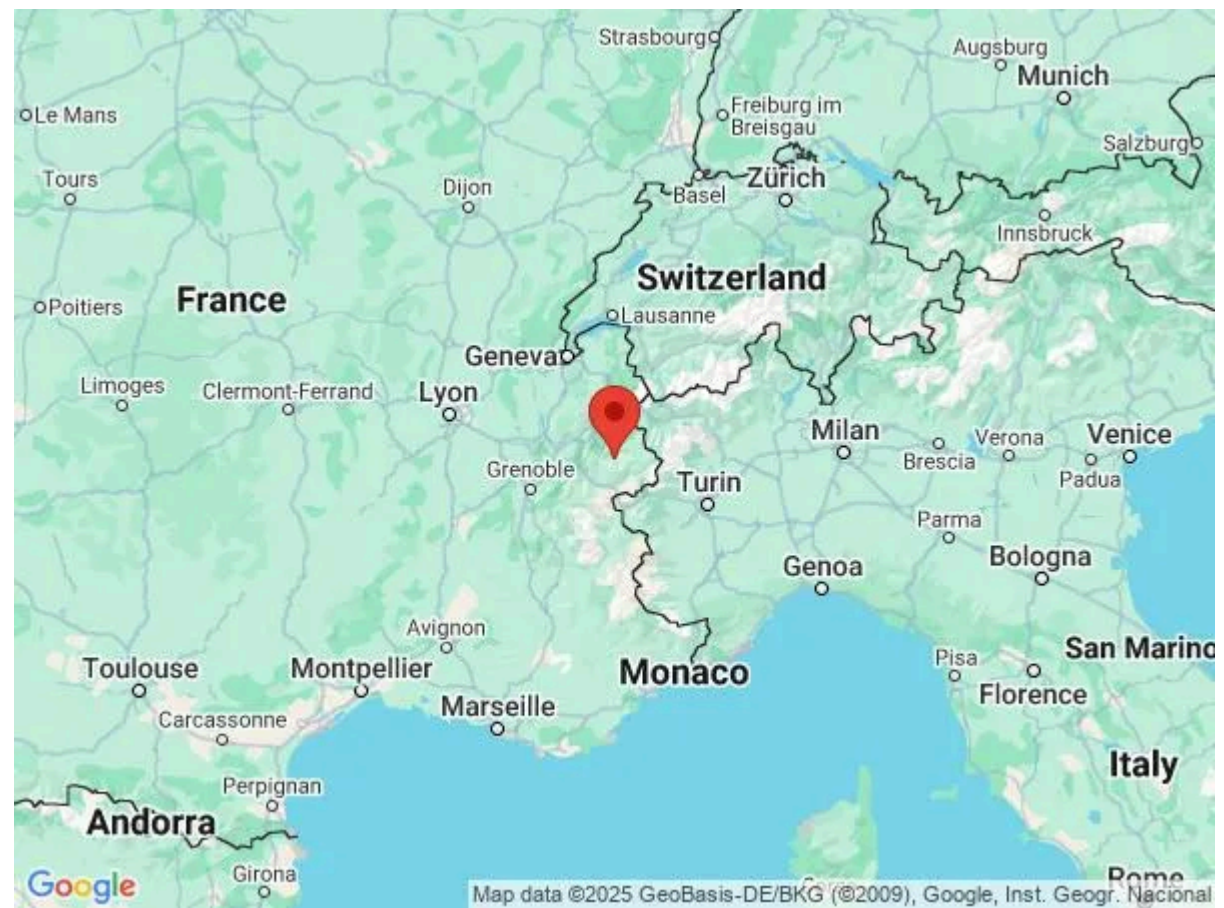 Strasbourg
Augsburg
Munich
Le Mans
Freiburg im
Breisgau
Salzburg
Tours
Dijon
Basel
Zürich
Innsbruck
Poitiers
France
Switzerland
Lausanne
Geneva
Limoges
Clermont-Ferrand
Lyon
Milan
Verona
Venice
Brescia
Padua
Grenoble
Turin
Parma
Genoa
Bologna
Avignon
Toulouse
Montpellier
Monaco
Pisa
San Marino
Florence
Marseille
Carcassonne
Italy
Perpignan
Andorra
Girona
Rome
Google
Map data ©2025 GeoBasis-DE/BKG (©2009), Google, Inst. Geogr. Nacional